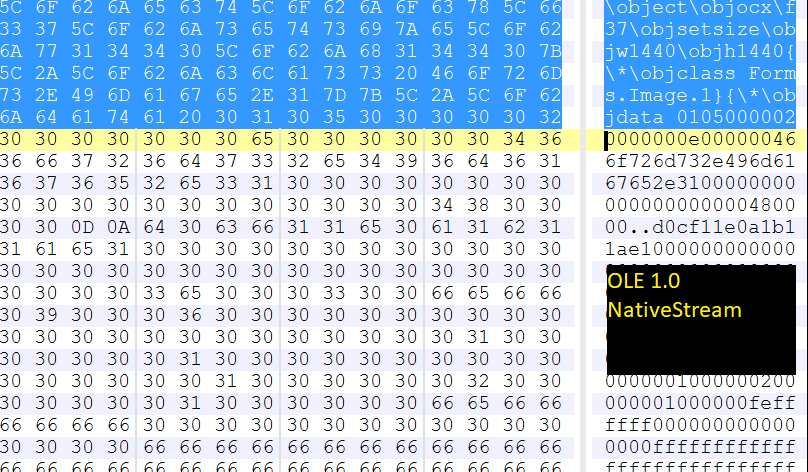 5C 6F 62 6A 65 63 74 5C 6F 62 6A 6F 63 78 5C 66 \object\objocx\f
33 37 5C 6F 62 6A 73 65 74 73 69 7A 65 5C 6F 62 37\objsetsize\ob
6A 77 31 34 34 30 5C 6F 62 6A 68 31 34 34 30 7B jw1440\objh1440{
5C 2A 5C 6F 62 6A 63 6C 61 73 73 20 46 6F 72 6D \*\objclass Form
73 2E 49 6D 61 67 65 2E 31 7D 7B 5C 2A 5C 6F 62 s.Image.1}{\*\ob
6A 64 61 74 61 20 30 31 30 35 30 30 30 30 30 32 jdata 0105000002
30 30 30 30 30 30 30 65 30 30 30 30 30 30 34 36 0000000e00000046
36 66 37 32 36 64 37 33 32 65 34 39 36 64 36 31 6f726d732e496d61
36 37 36 35 32 65 33 31 30 30 30 30 30 30 30 30 67652e3100000000
30 30 30 30 30 30 30 30 30 30 30 30 34 38 30 30 0000000000004800
30 30 0D 0A 64 30 63 66 31 31 65 30 61 31 62 31 00..d0cf11e0a1b1
31 61 65 31 30 30 30 30 30 30 30 30 30 30 30 30 1ae1000000000000
30 30 30 30 30 30 30 30 30 30 30 30 30 30 30 30
30 30 30 30 33 65 30 30 30 33 30 30 66 65 66 66 OLE 1.0
30 39 30 30 30 36 30 30 30 30 30 30 30 30 30 30 NativeStream
30 30 30 30 30 30 30 30 30 30 30 30 30 31 30 30
30 30 30 30 30 31 30 30 30 30 30 30 30 30 30 30
30 30 30 30 30 30 31 30 30 30 30 30 30 32 30 30 0000001000000200
30 30 30 30 30 31 30 30 30 30 30 30 66 65 66 66 000001000000feff
66 66 66 66 30 30 30 30 30 30 30 30 30 30 30 30 ffff000000000000
30 30 30 30 66 66 66 66 66 66 66 66 66 66 66 66 0000ffffffffffff
66 66 66 66 66 66 66 66 66 66 66 66 66 66 66 66 ffffffffffffffff